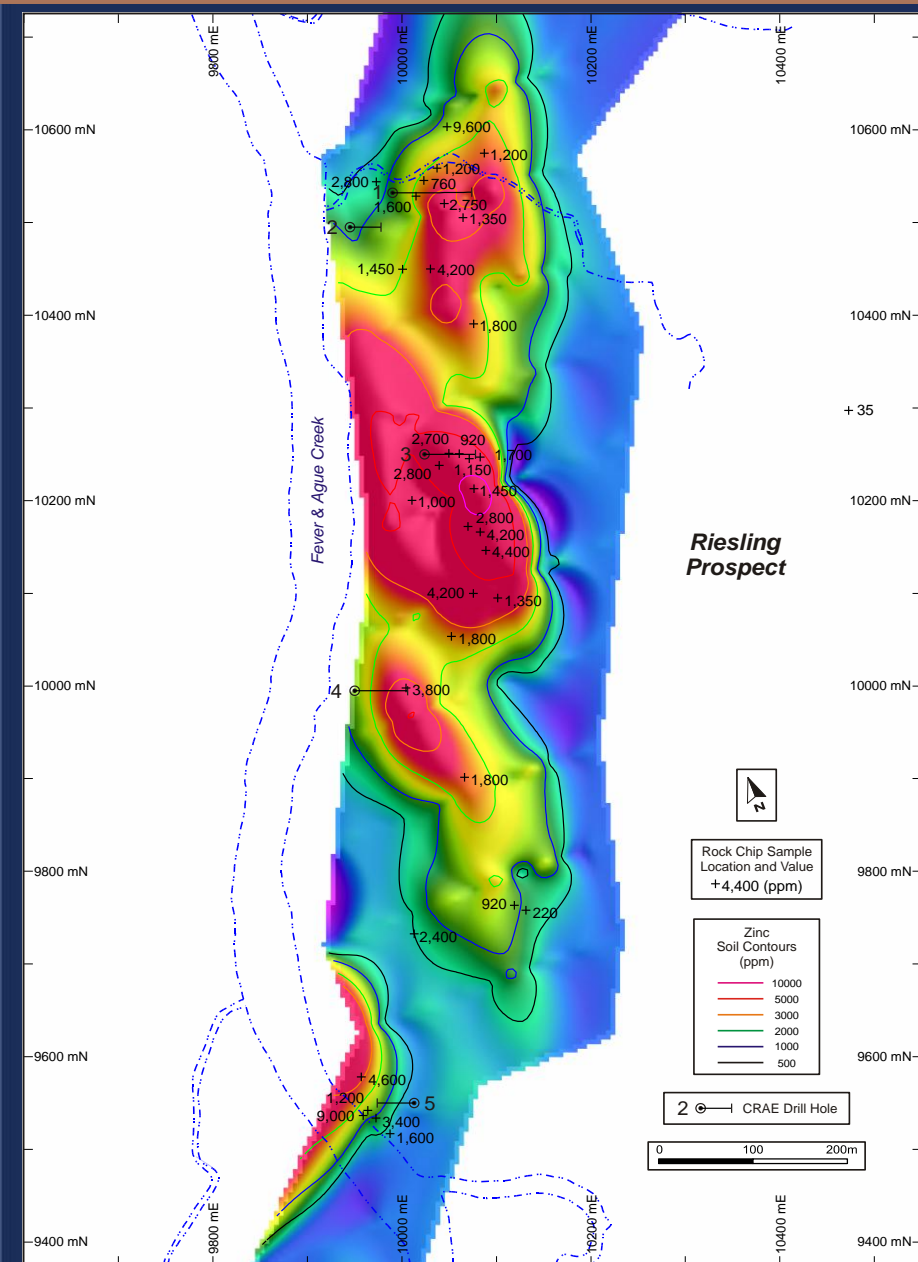 9800 mE
10000 mE
10200 mE
10400 mE
10600 mN
10600 mN
9,600
1,200
1,200
2,800
760
1
1,600
2,750
1,350
2
1,450
4,200
10400 mN
10400 mN
1,800
35
2,700
920
3
1,700
1,150
2,800
1,450
1,000
10200 mN
10200 mN
2,800
4,200
4,400
Fever & Ague Creek
Riesling
Prospect
4,200
1,350
1,800
10000 mN
10000 mN
4
3,800
1,800
N
Rock Chip Sample
Location and Value
+4,400 (ppm)
9800 mN
9800 mN
920
220
2,400
Zinc
Soil Contours
(ppm)
10000
5000
3000
2000
1000
500
9600 mN
9600 mN
4,600
1,200
9,000
3,400
1,600
5
2 CRAE Drill Hole
0 100 200m
9800 mE
10000 mE
10200 mE
10400 mE
9400 mN
9400 mN